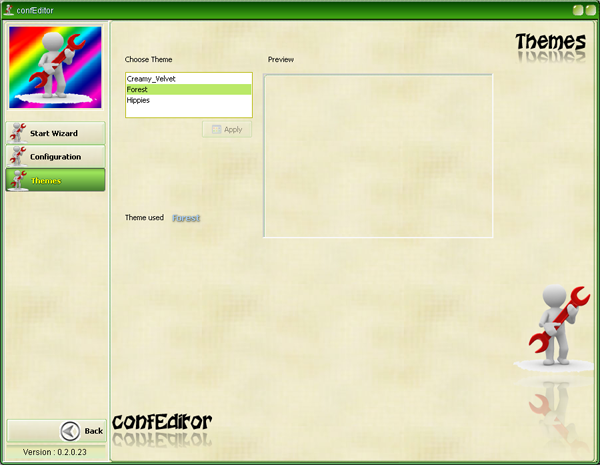 confEditor
Themes
Choose Theme
Preview
Creamy_Velvet
Forest
Hippies
Apply
Start Wizard
Configuration
Themes
Theme used Forest
confEditor
Back
Version : 0.2.0.23